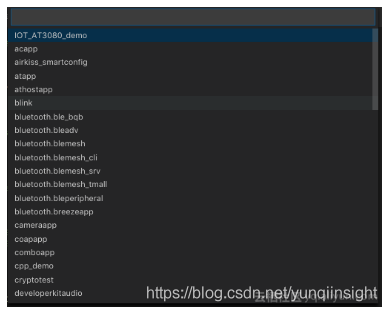 IOT_AT3080_demo
acapp
airkiss_smartconfig
atapp
athostapp
blink
bluetooth.ble_bqb
bluetooth.bleadv
bluetooth.blemesh
bluetooth.blemesh_cli
bluetooth.blemesh_srv
bluetooth.blemesh_tmall
bluetooth.bleperipheral
bluetooth.breezeapp
cameraapp
coapapp
comboapp
cpp_demo
cryptotest
developerkitaudio
https://blog.csdn.net/yunqiinsight